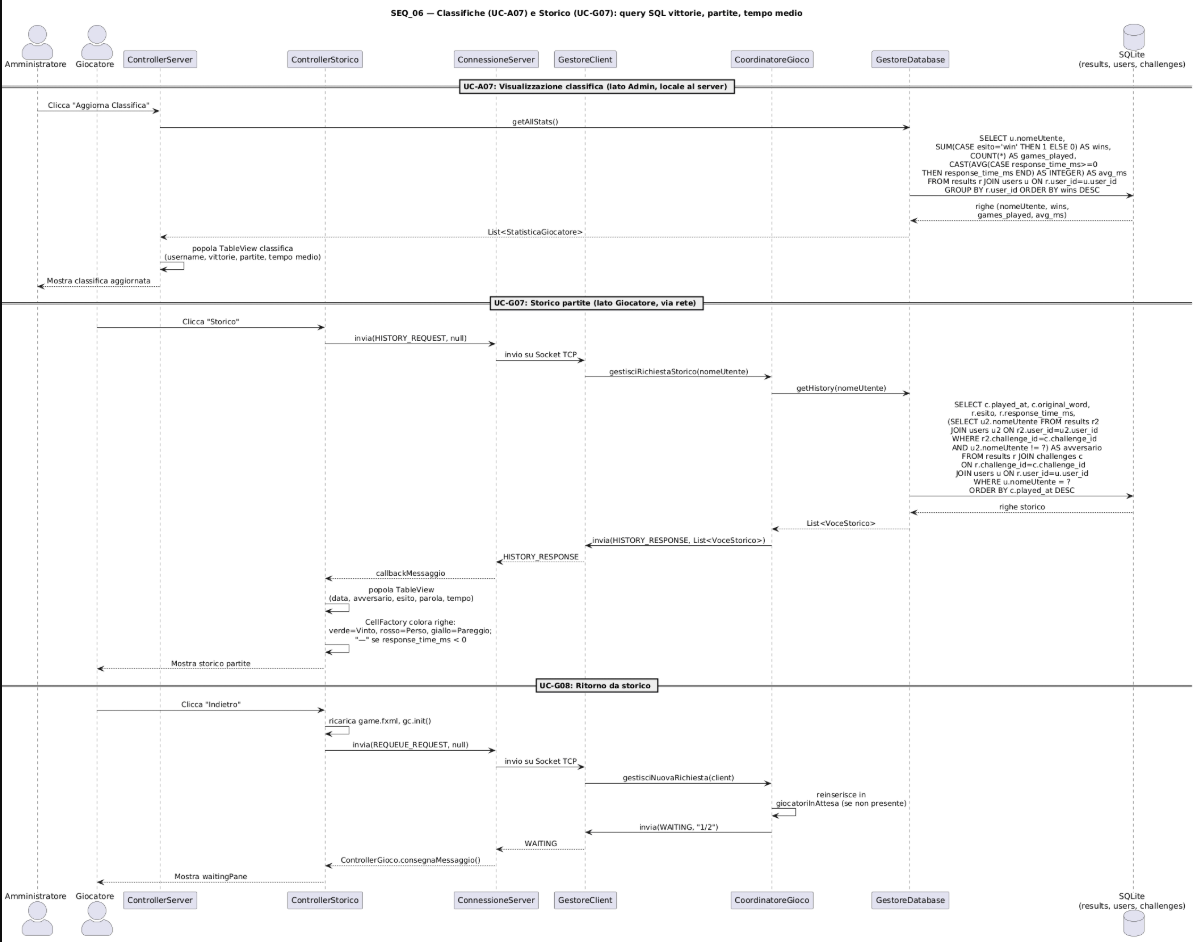 SEQ_06 — Classifiche (UC-A07) e Storico (UC-G07): query SQL vittorie, partite, tempo medio
Amministratore
Giocatore
ControllerServer
ControllerStorico
ConnessioneServer
GestoreClient
CoordinatoreGioco
GestoreDatabase
SQLite
(results, users, challenges)
UC-A07: Visualizzazione classifica (lato Admin, locale al server)
Clicca "Aggiorna Classifica"
getAllStats()
SELECT u.nomeUtente,
SUM(CASE esito='win' THEN 1 ELSE 0) AS wins,
COUNT(*) AS games_played,
CAST(AVG(CASE response_time_ms>=0
THEN response_time_ms END) AS INTEGER) AS avg_ms
FROM results r JOIN users u ON r.user_id=u.user_id
GROUP BY r.user_id ORDER BY wins DESC
righe (nomeUtente, wins,
games_played, avg_ms)
List<StatisticaGiocatore>
popola TableView classifica
(username, vittorie, partite, tempo medio)
Mostra classifica aggiornata
UC-G07: Storico partite (lato Giocatore, via rete)
Clicca "Storico"
invia(HISTORY_REQUEST, null)
invio su Socket TCP
gestisciRichiestaStorico(nomeUtente)
getHistory(nomeUtente)
SELECT c.played_at, c.original_word,
r.esito, r.response_time_ms,
(SELECT u2.nomeUtente FROM results r2
JOIN users u2 ON r2.user_id=u2.user_id
WHERE r2.challenge_id=c.challenge_id
AND u2.nomeUtente != ?) AS avversario
FROM results r JOIN challenges c
ON r.challenge_id=c.challenge_id
JOIN users u ON r.user_id=u.user_id
WHERE u.nomeUtente = ?
ORDER BY c.played_at DESC
righe storico
List<VoceStorico>
invia(HISTORY_RESPONSE, List<VoceStorico>)
HISTORY_RESPONSE
callbackMessaggio
popola TableView
(data, avversario, esito, parola, tempo)
CellFactory colora righe:
verde=Vinto, rosso=Perso, giallo=Pareggio;
"—" se response_time_ms < 0
Mostra storico partite
UC-G08: Ritorno da storico
Clicca "Indietro"
ricarica game.fxml, gc.init()
invia(REQUEUE_REQUEST, null)
invio su Socket TCP
gestisciNuovaRichiesta(client)
reinserisce in
giocatoriInAttesa (se non presente)
invia(WAITING, "1/2")
WAITING
ControllerGioco.consegnaMessaggio()
Mostra waitingPane
Amministratore
Giocatore
ControllerServer
ControllerStorico
ConnessioneServer
GestoreClient
CoordinatoreGioco
GestoreDatabase
SQLite
(results, users, challenges)